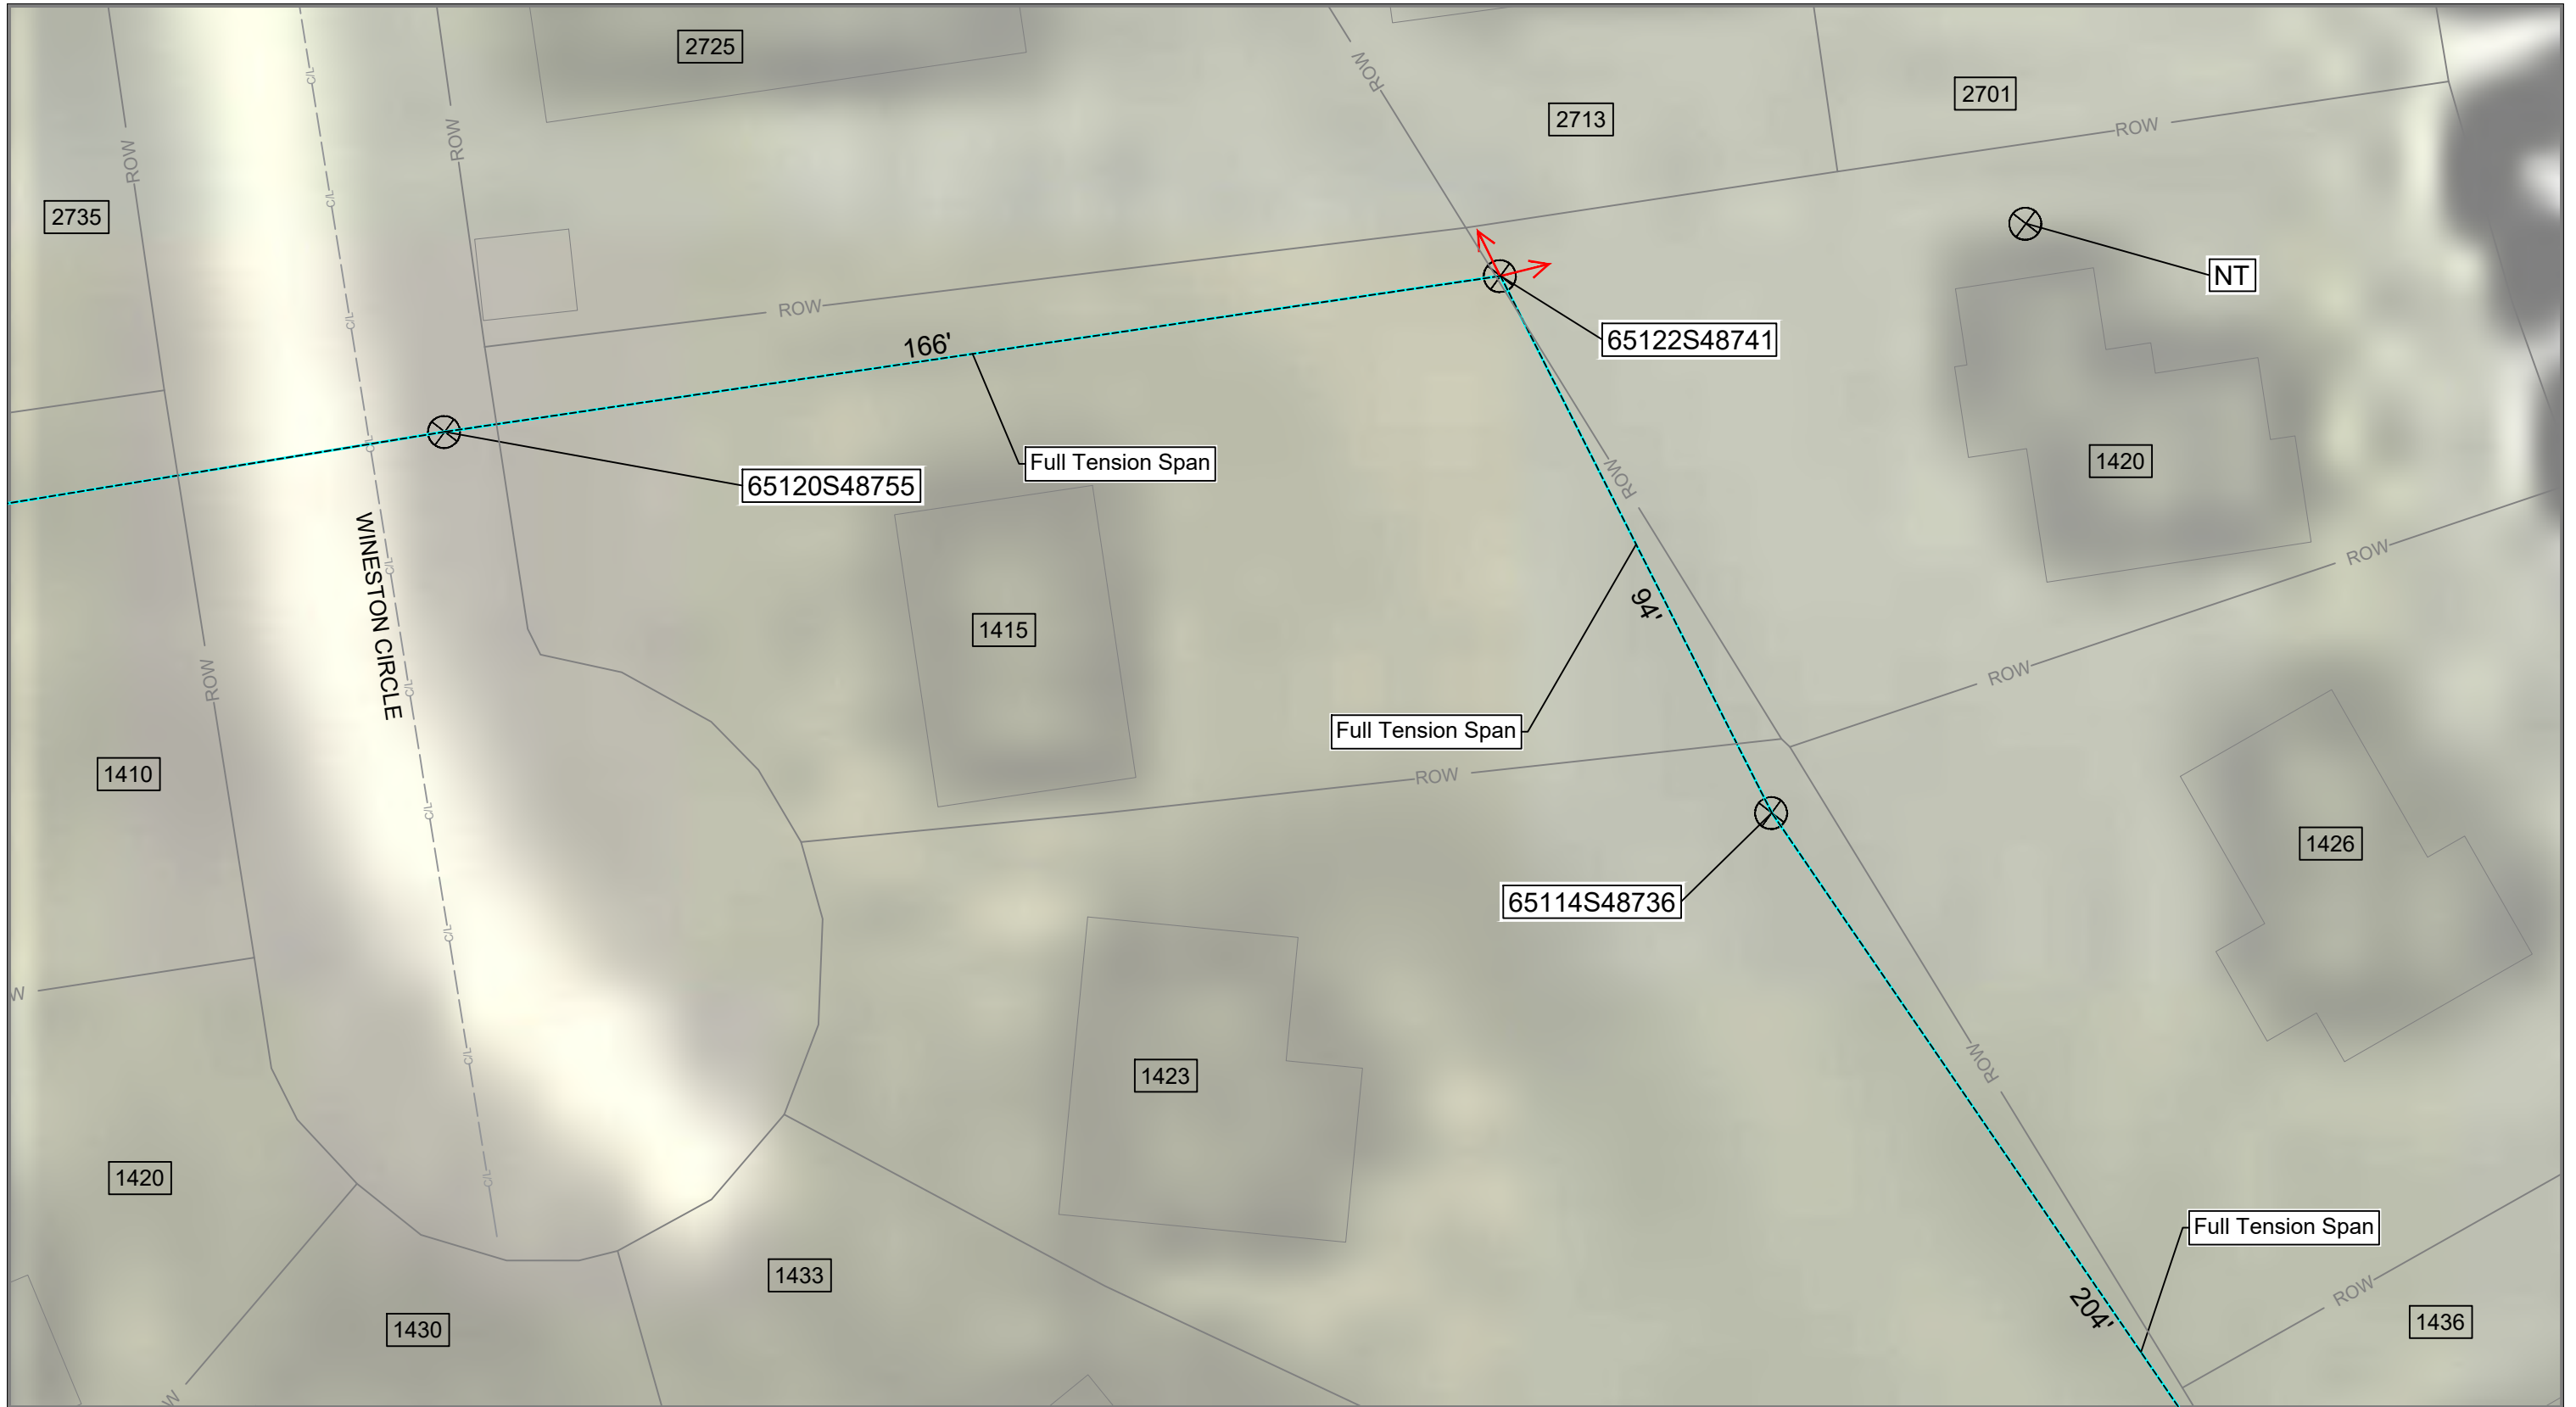 2725
2701
2713
ROW
ROW
ROW
ROW
C/L
C/L
2735
NT
C/L
ROW
65122S48741
166'
C/L
Full Tension Span
1420
65120S48755
ROW
ROW
C/L
WINESTON CIRCLE
94'
1415
ROW
ROW
C/L
Full Tension Span
1410
ROW
C/L
1426
65114S48736
C/L
W
C/L
ROW
1423
1420
C/L
Full Tension Span
1433
ROW
204'
1430
1436
W